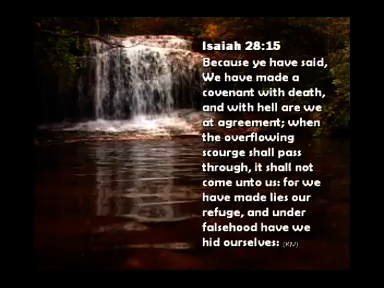 Isaiah 28:15
Because ye have said,
We have made a
covenant with death,
and with hell are we
at agreement; when
the overflowing
scourge shall pass
through, it shall not
come unto us: for we
have made lies our
refuge, and under
falsehood have we
hid ourselves: (KJV)